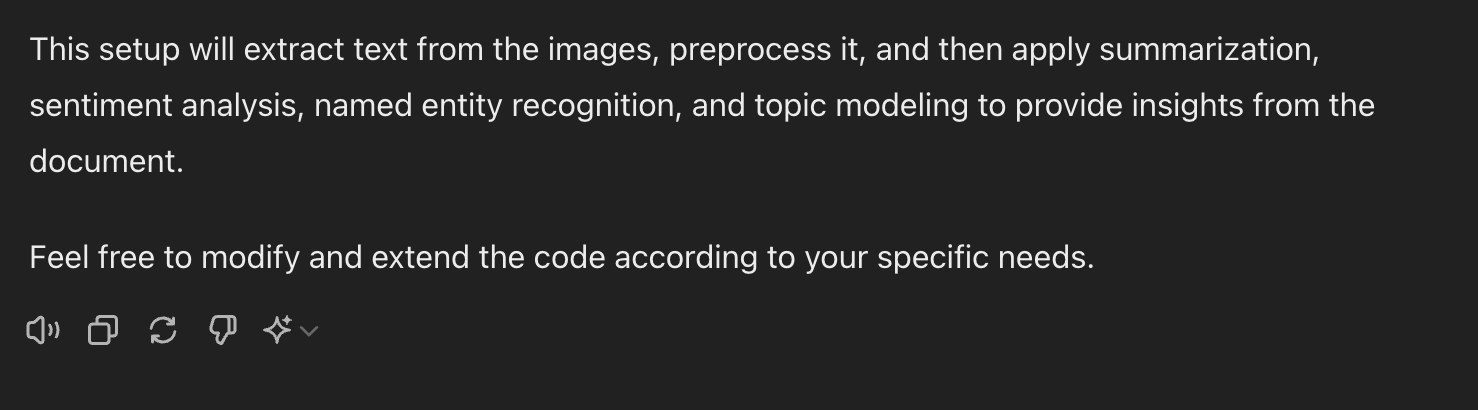 This setup will extract text from the images, preprocess it, and then apply summarization,
sentiment analysis, named entity recognition, and topic modeling to provide insights from the
document.
Feel free to modify and extend the code according to your specific needs.